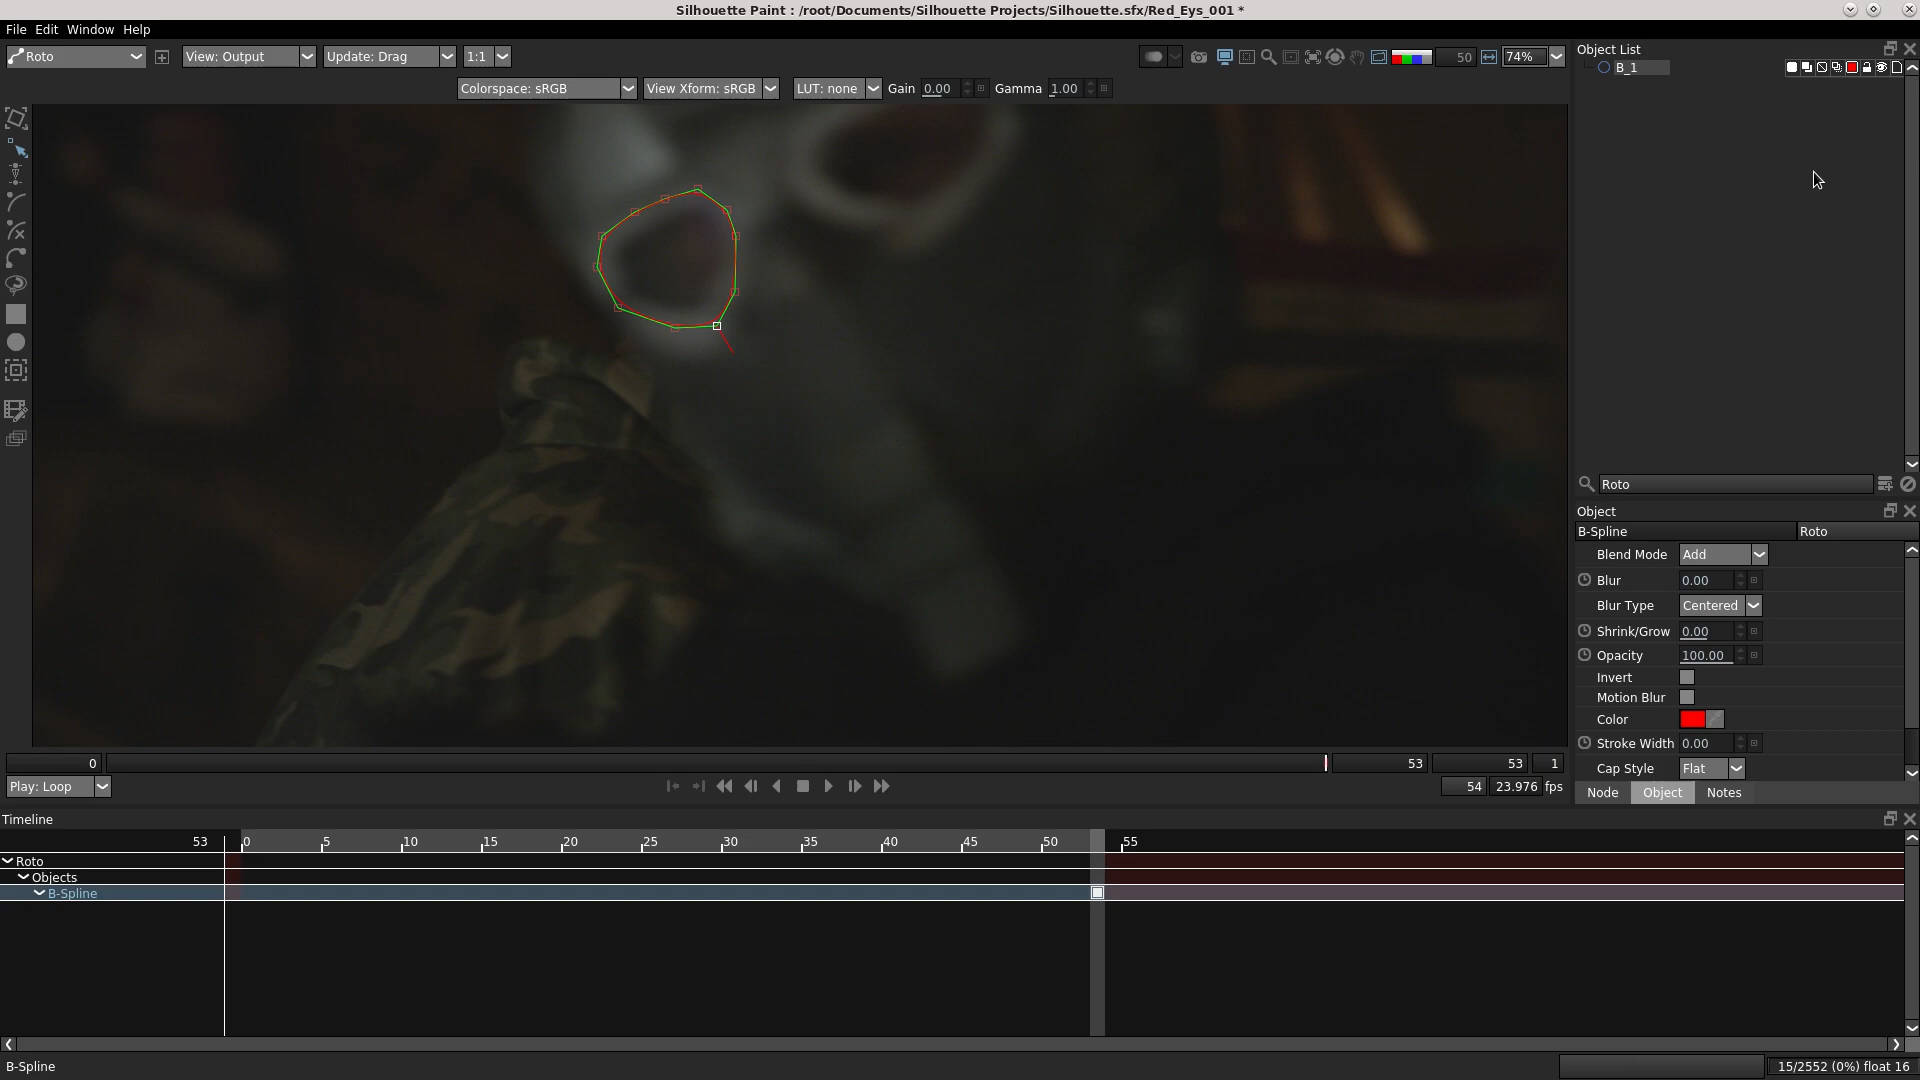 Silhouette Paint : /root/Documents/Silhouette Projects/Silhouette.sfx/Red_Eys_001 *
File Edit Window Help
Roto View: Output Update: Drag 1:1 50 74%
Colorspace: sRGB View Xform: sRGB LUT: none Gain 0.00 Gamma 1.00
Object List
B_1
Roto
Object
B-Spline Roto
Blend Mode Add
Blur 0.00
Blur Type Centered
Shrink/Grow 0.00
Opacity 100.00
Invert
Motion Blur
Color
Stroke Width 0.00
Cap Style Flat
Node Object Notes
0 53 53 1
Play: Loop 54 23.976 fps
Timeline
53 0 5 10 15 20 25 30 35 40 45 50 55
Roto
Objects
B-Spline
B-Spline 15/2552 (0%) float 16